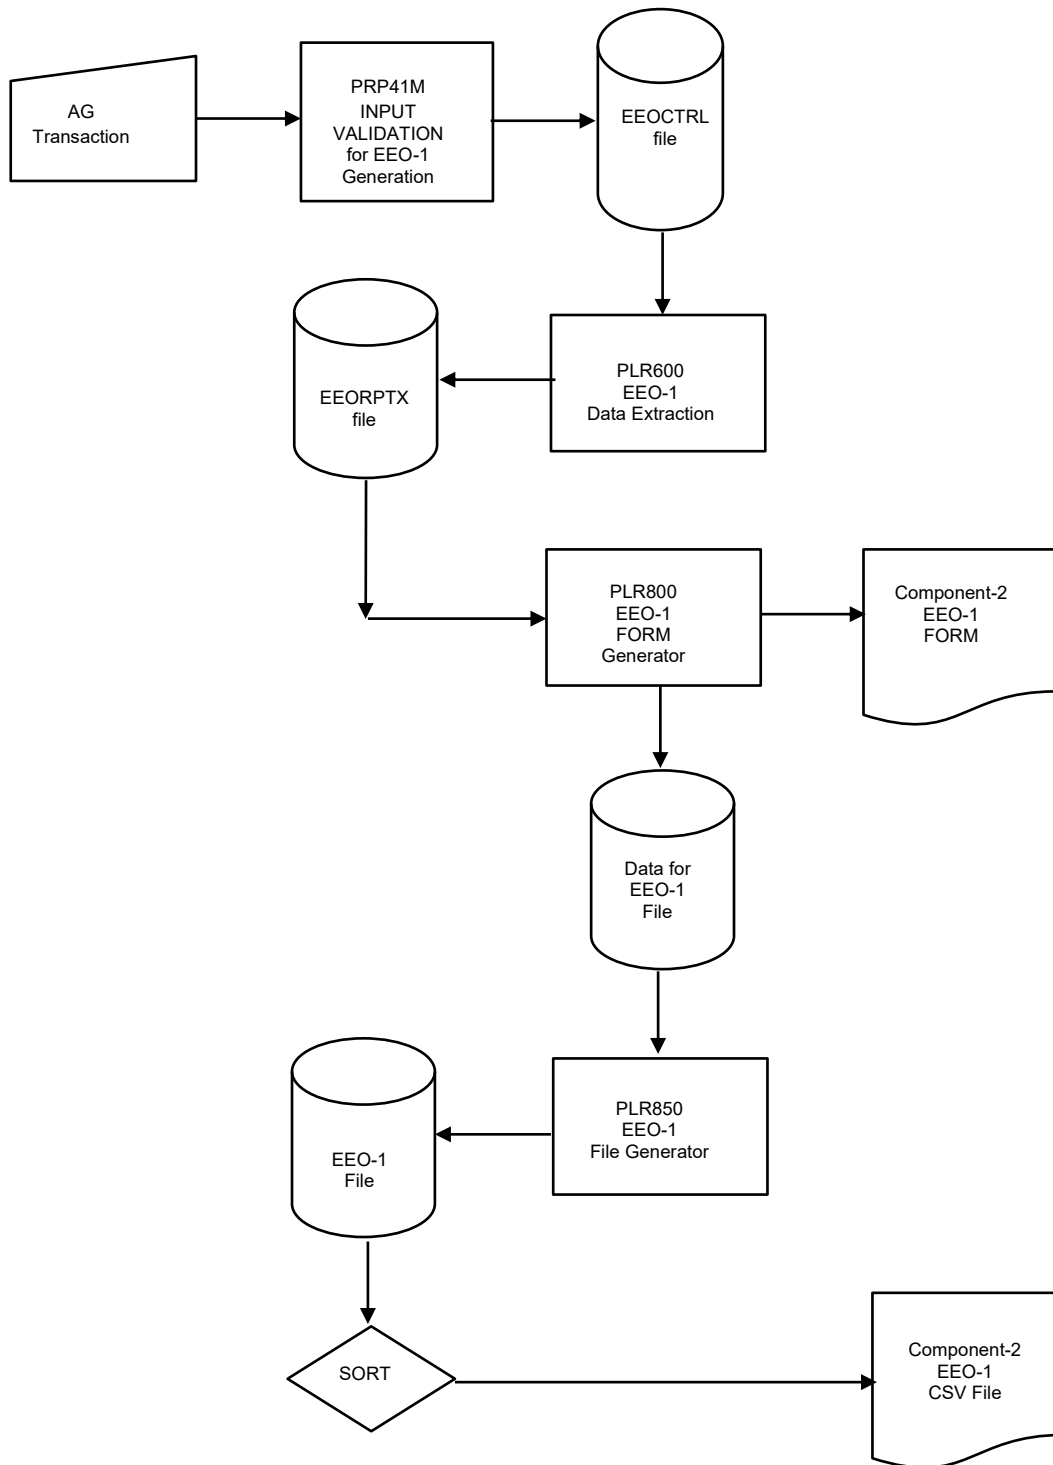 AG
Transaction
PRP41M
INPUT
VALIDATION
for EEO-1
Generation
EEOCTRL
file
EEORPTX
file
PLR600
EEO-1
Data Extraction
PLR800
EEO-1
FORM
Generator
Component-2
EEO-1
FORM
Data for
EEO-1
File
EEO-1
File
PLR850
EEO-1
File Generator
SORT
Component-2
EEO-1
CSV File